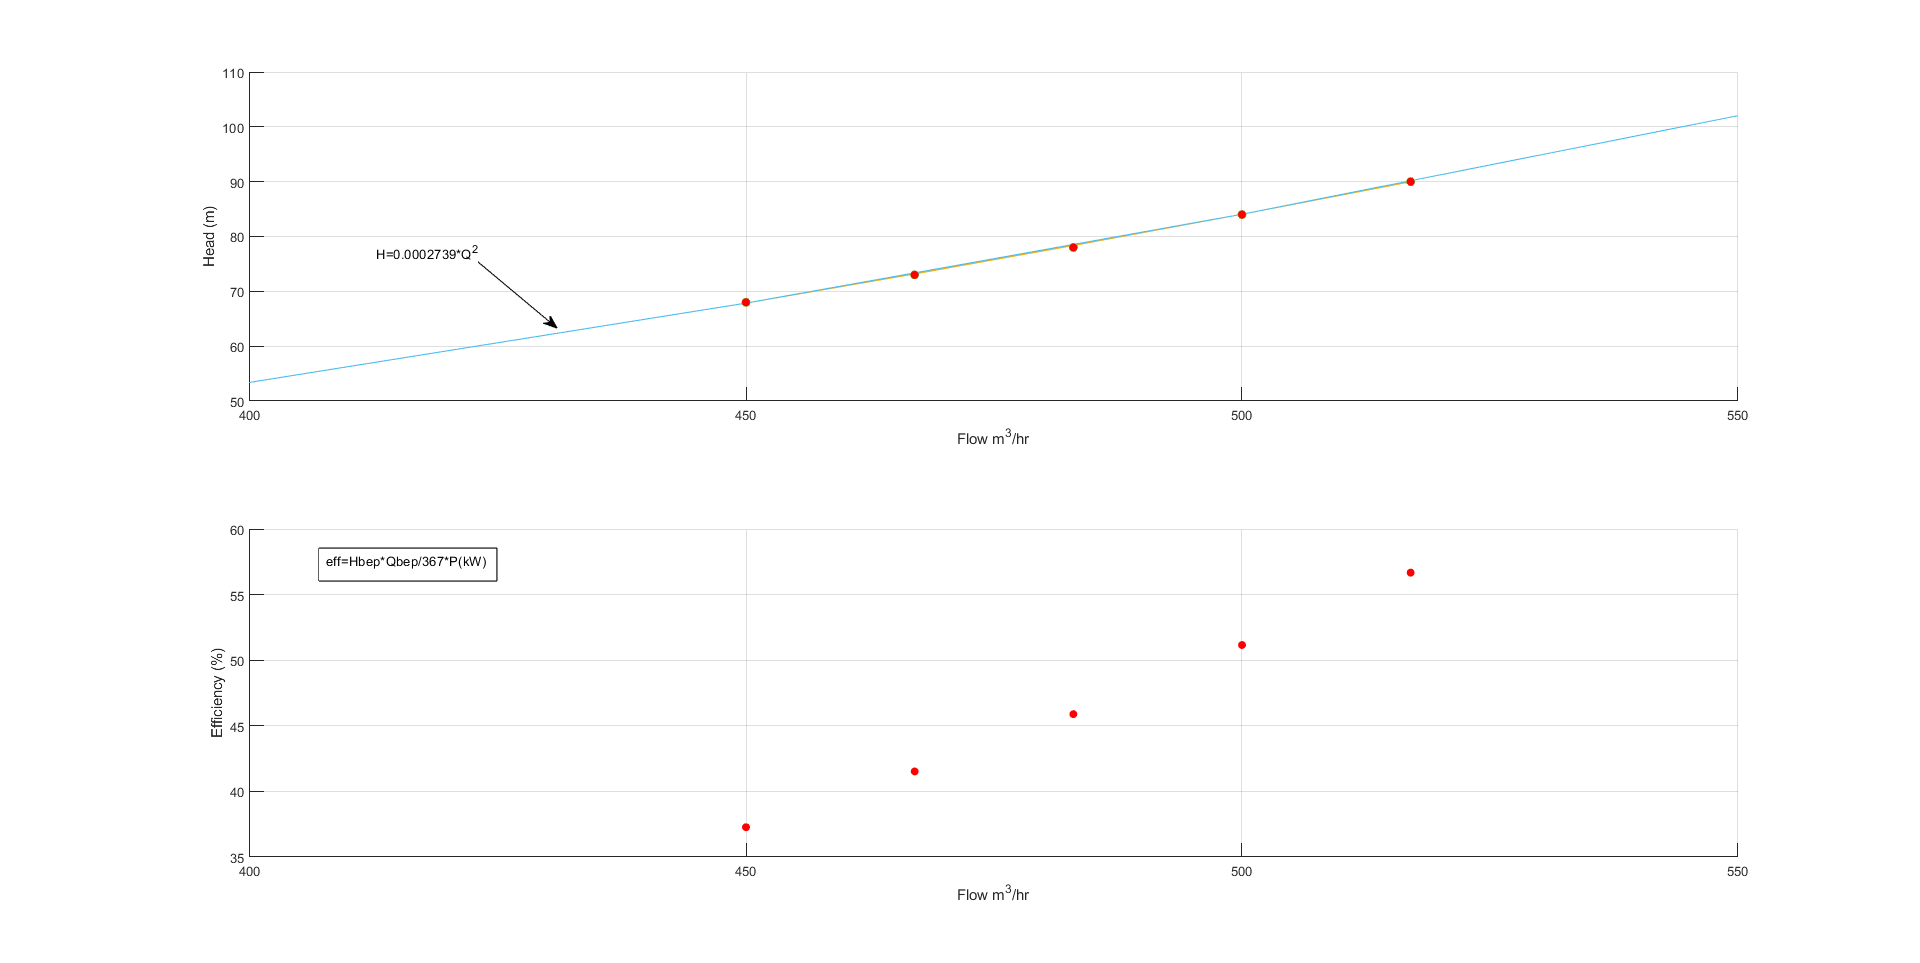 110
100
90
80
70
60
50
Head (m)
H=0.0002739*Q²
400 450 500 550
Flow m³/hr
60
55
50
45
40
35
Efficiency (%)
eff=Hbep*Qbep/367*P(kW)
400 450 500 550
Flow m³/hr